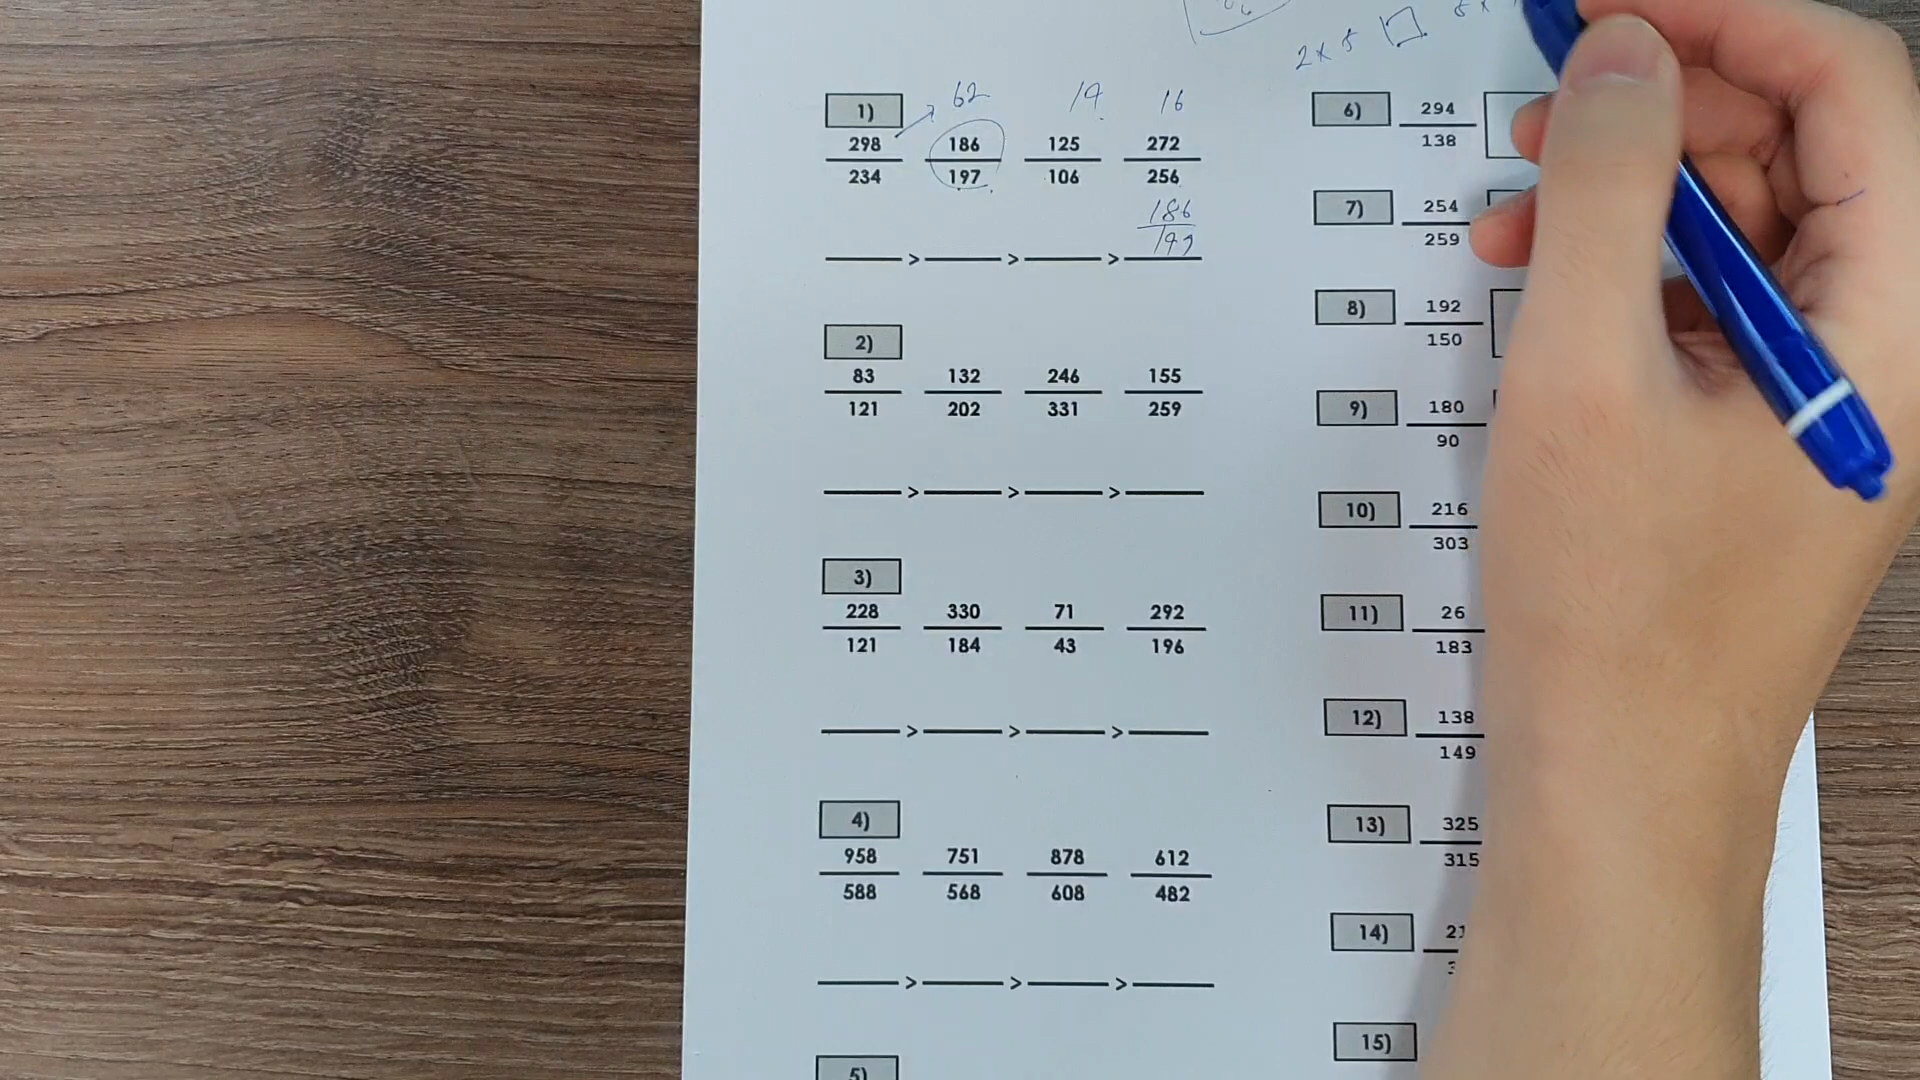 2 x 5
62 19 16
1)
298 186 125 272
234 197 106 256
186
197
> > >
2)
83 132 246 155
121 202 331 259
> > >
3)
228 330 71 292
121 184 43 196
> > >
4)
958 751 878 612
588 568 608 482
> > >
5)
6) 294
138
7) 254
259
8) 192
150
9) 180
90
10) 216
303
11) 26
183
12) 138
149
13) 325
315
14)
15)